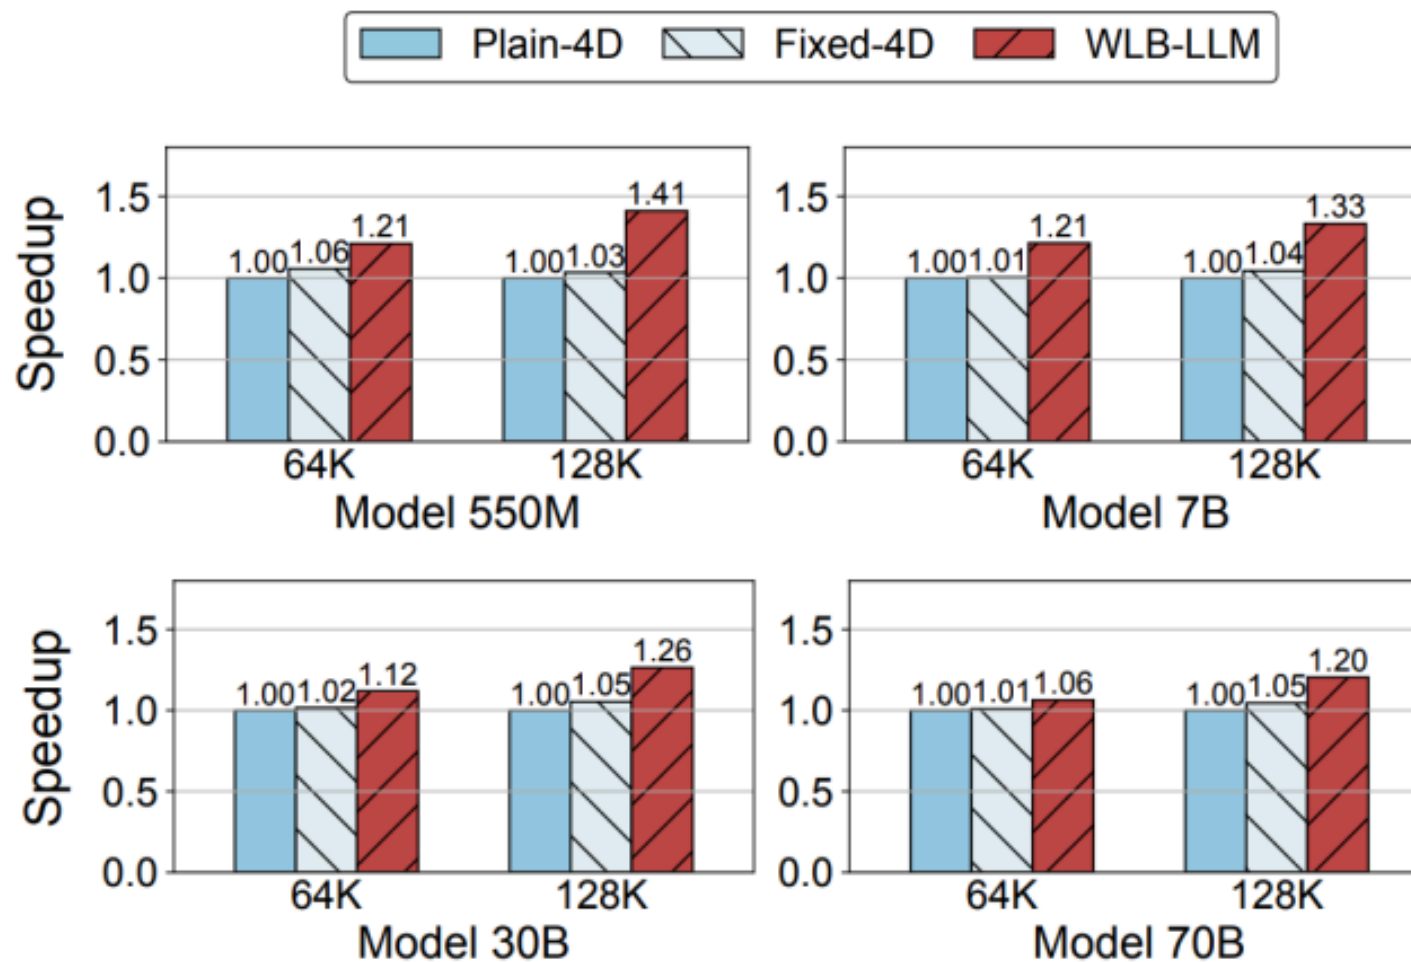 Plain-4D Fixed-4D WLB-LLM
Speedup
1.5
1.0
0.5
0.0
1.00 1.06 1.21
1.00 1.03 1.41
64K 128K
Model 550M
1.5
1.0
0.5
0.0
1.00 1.01 1.21
1.00 1.04 1.33
64K 128K
Model 7B
Speedup
1.5
1.0
0.5
0.0
1.00 1.02 1.12
1.00 1.05 1.26
64K 128K
Model 30B
1.5
1.0
0.5
0.0
1.00 1.01 1.06
1.00 1.05 1.20
64K 128K
Model 70B